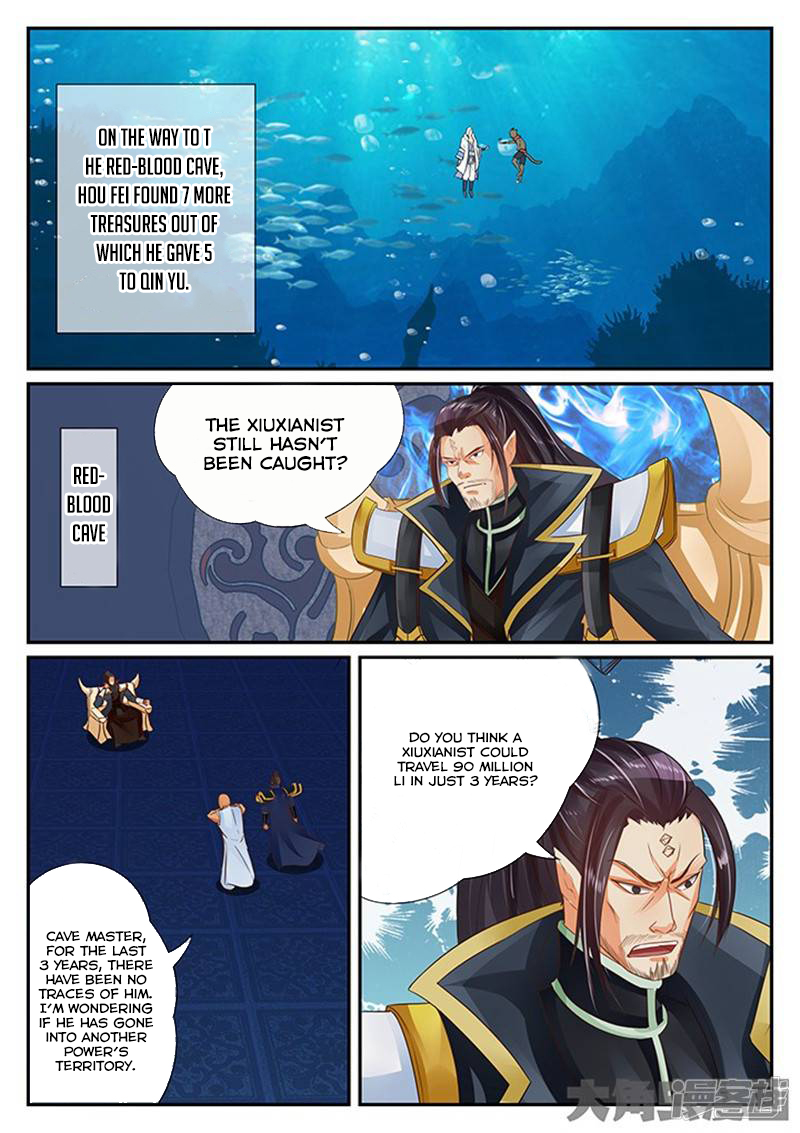 ON THE WAY TO T
HE RED-BLOOD CAVE,
HOU FEI FOUND 7 MORE
TREASURES OUT OF
WHICH HE GAVE 5
TO QIN YU.
THE XIUXIANIST
STILL HASN'T
BEEN CAUGHT?
RED-
BLOOD
CAVE
CAVE MASTER,
FOR THE LAST
3 YEARS, THERE
HAVE BEEN NO
TRACES OF HIM.
I'M WONDERING
IF HE HAS GONE
INTO ANOTHER
POWER'S
TERRITORY.
DO YOU THINK A
XIUXIANIST COULD
TRAVEL 90 MILLION
LI IN JUST 3 YEARS?
大角 漫客栈